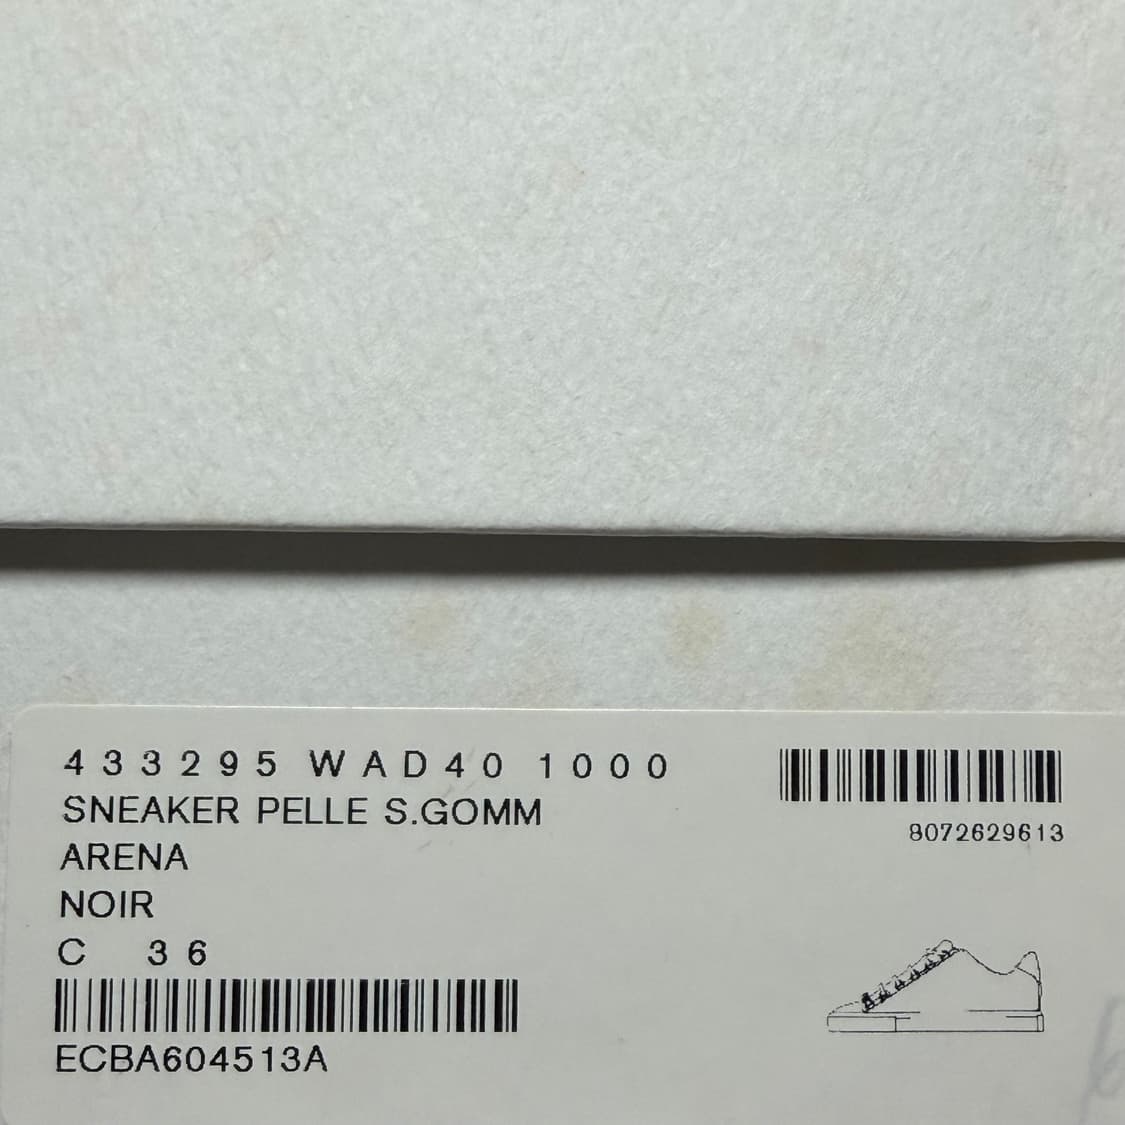 433295 WAD40 1000
SNEAKER PELLE S.GOMM
ARENA
NOIR
C 36
ECBA604513A
8072629613